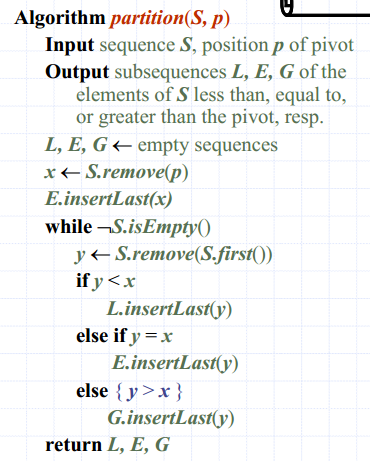 Algorithm partition(S, p)
Input sequence S, position p of pivot
Output subsequences L, E, G of the
elements of S less than, equal to,
or greater than the pivot, resp.
L, E, G ← empty sequences
x ← S.remove(p)
E.insertLast(x)
while ¬S.isEmpty()
y ← S.remove(S.first())
if y < x
L.insertLast(y)
else if y = x
E.insertLast(y)
else { y > x }
G.insertLast(y)
return L, E, G